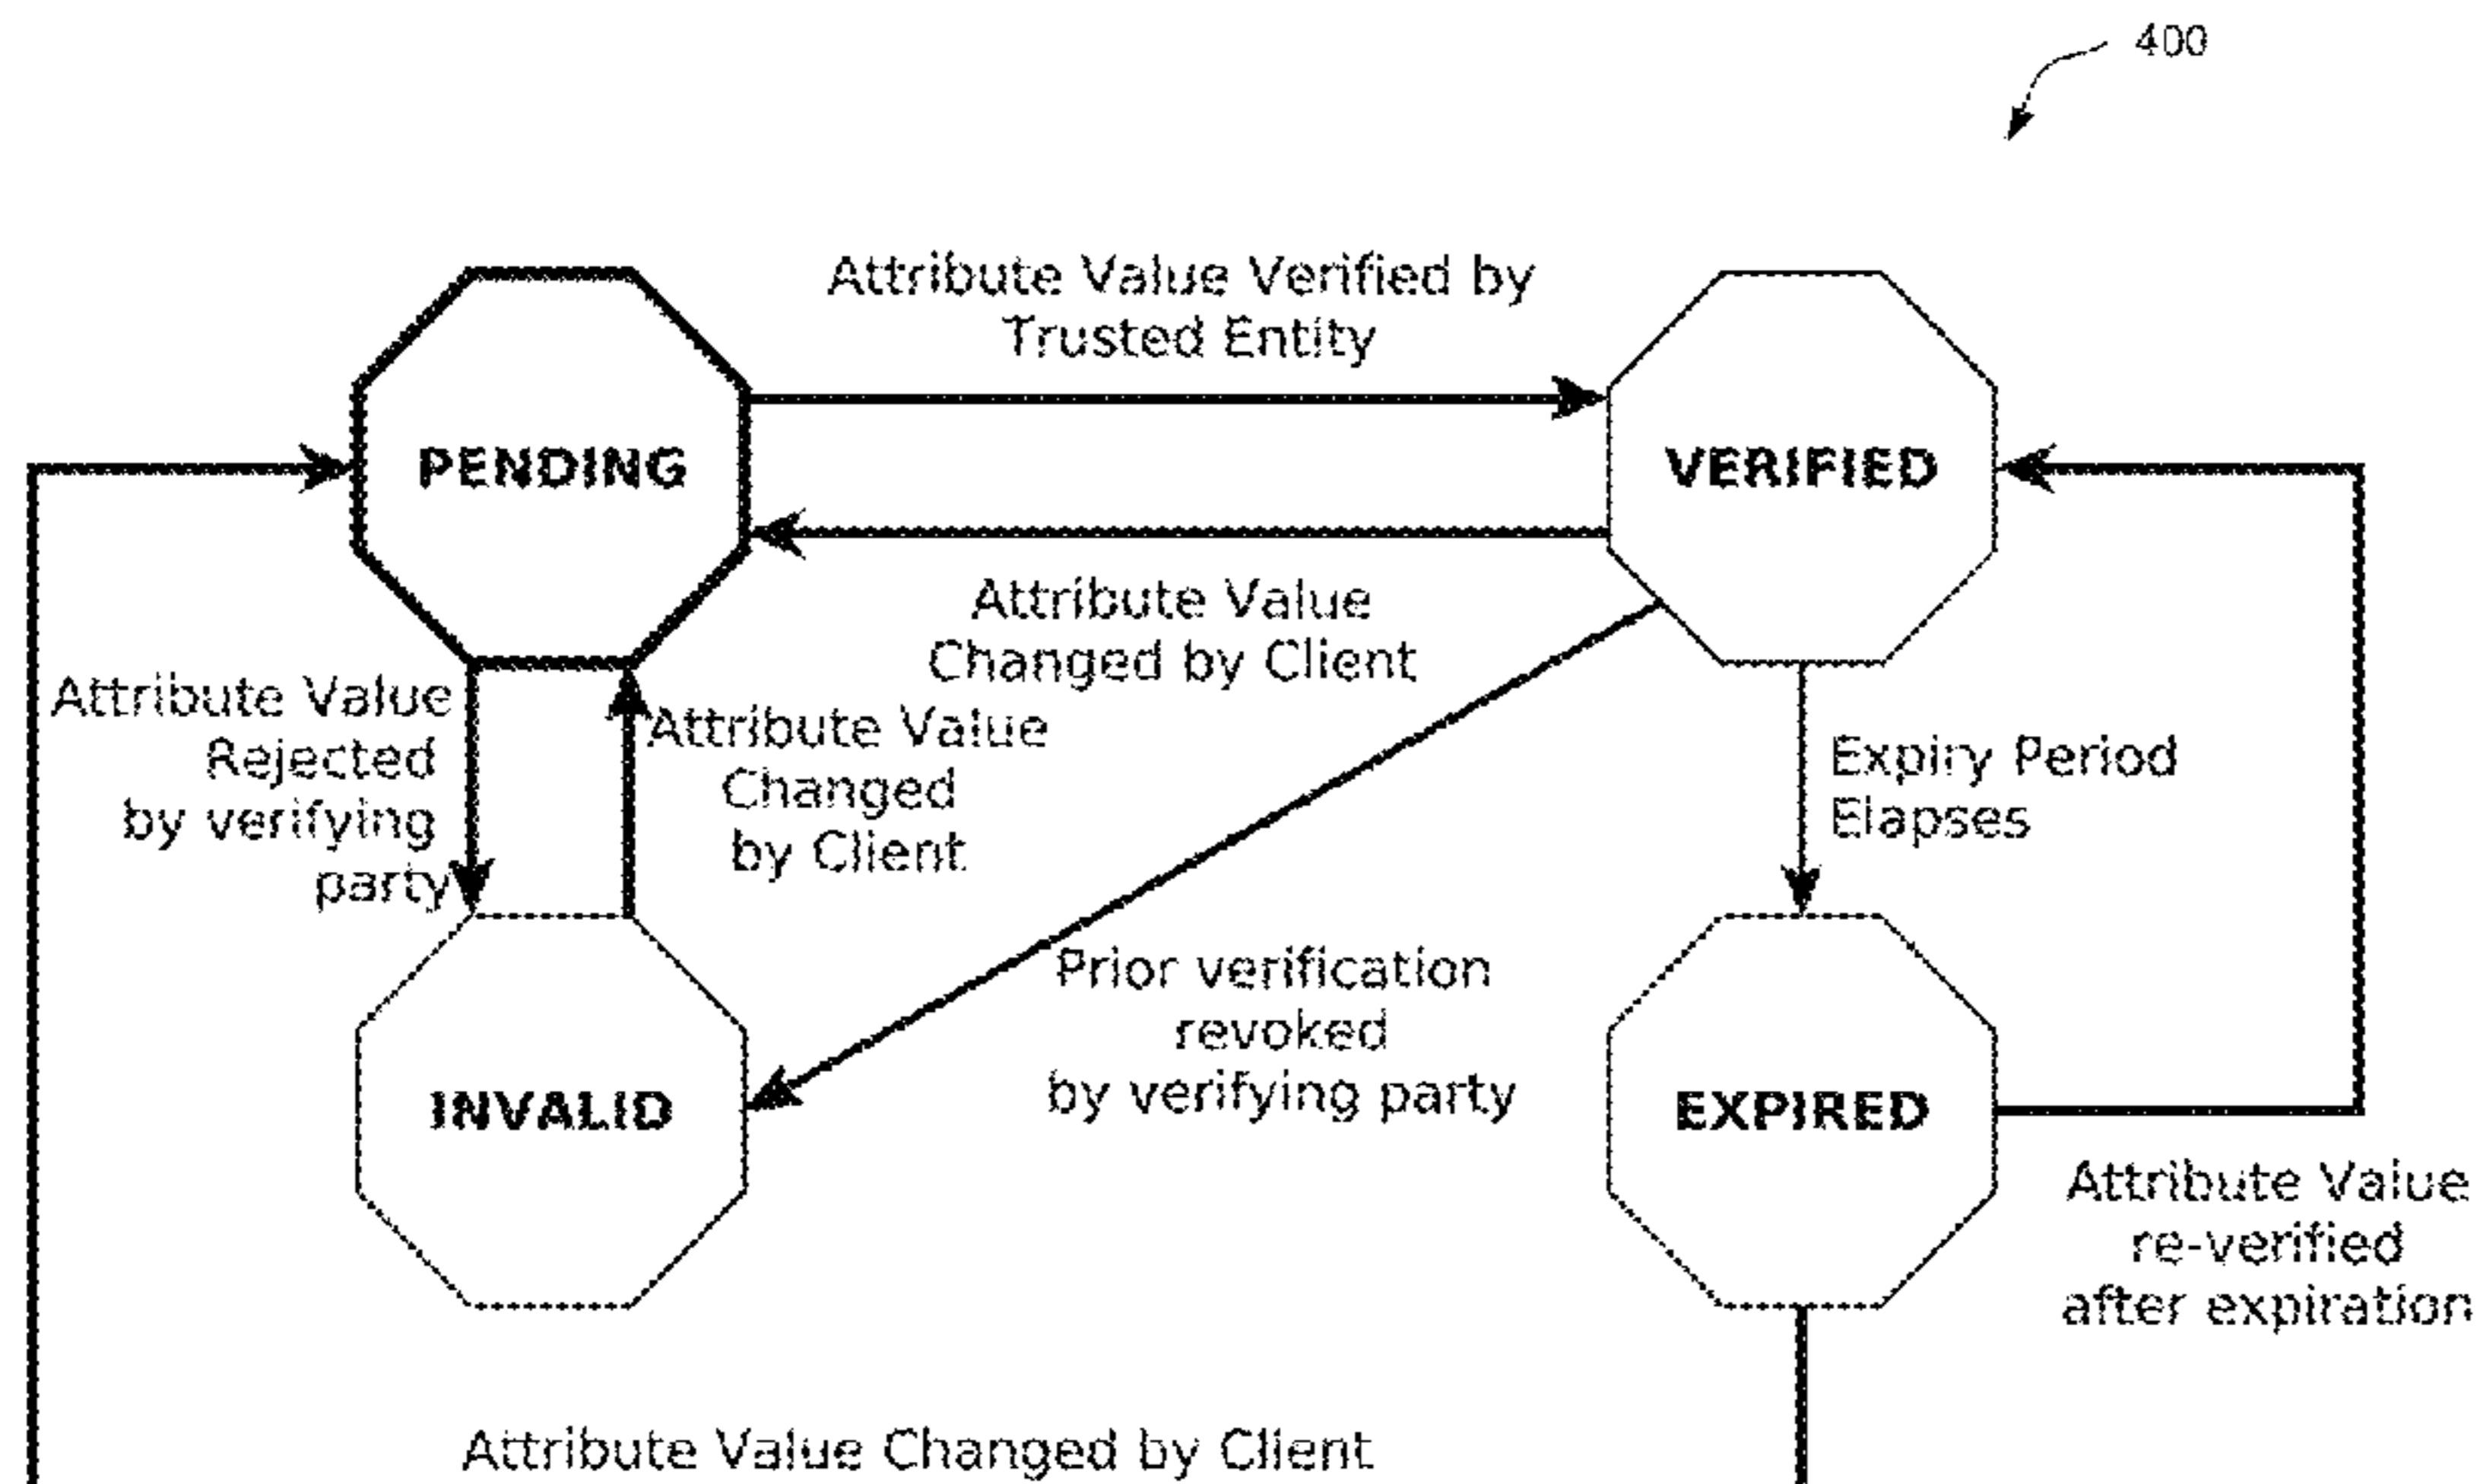 400
Attribute Value Verified by
Trusted Entity
PENDING
VERIFIED
Attribute Value
Changed by Client
Attribute Value
Rejected
by verifying
party
Attribute Value
Changed
by Client
Expiry Period
Elapses
Prior verification
revoked
by verifying party
INVALID
EXPIRED
Attribute Value
re-verified
after expiration
Attribute Value Changed by Client